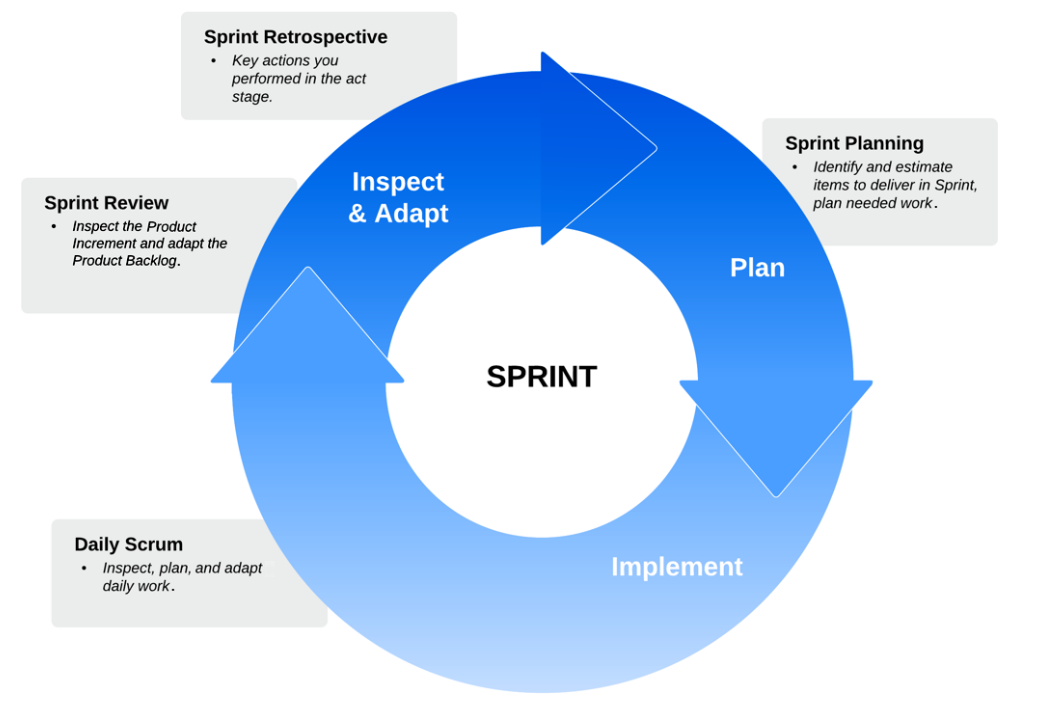 Sprint Retrospective
• Key actions you
performed in the act
stage.
Sprint Planning
• Identify and estimate
items to deliver in Sprint,
plan needed work.
Inspect
& Adapt
Sprint Review
• Inspect the Product
Increment and adapt the
Product Backlog.
Plan
SPRINT
Daily Scrum
• Inspect, plan, and adapt
daily work.
Implement